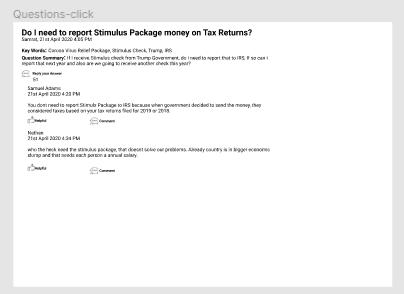 Questions-click
Do I need to report Stimulus Package money on Tax Returns?
Samrat, 21st April 2020 4:05 PM
Key Words: Corona Virus Relief Package, Stimulus Check, Trump, IRS
Question Summary: If I receive Stimulus check from Trump Government, do I need to report that to IRS, if so can I
report that next year and also are we going to receive another check this year?
Reply your Answer
51
Samuel Adams
21st April 2020 4:20 PM
You dont need to report Stimulus Package to IRS because when government decided to send the money, they
considered taxes based on your tax returns filed for 2019 or 2018.
Helpful
Comment
Nathan
21st April 2020 4:34 PM
who the heck need the stimulus package, that doesnt solve our problems. Already country is in bigger economic
slump and that needs each person a annual salary.
Helpful
Comment